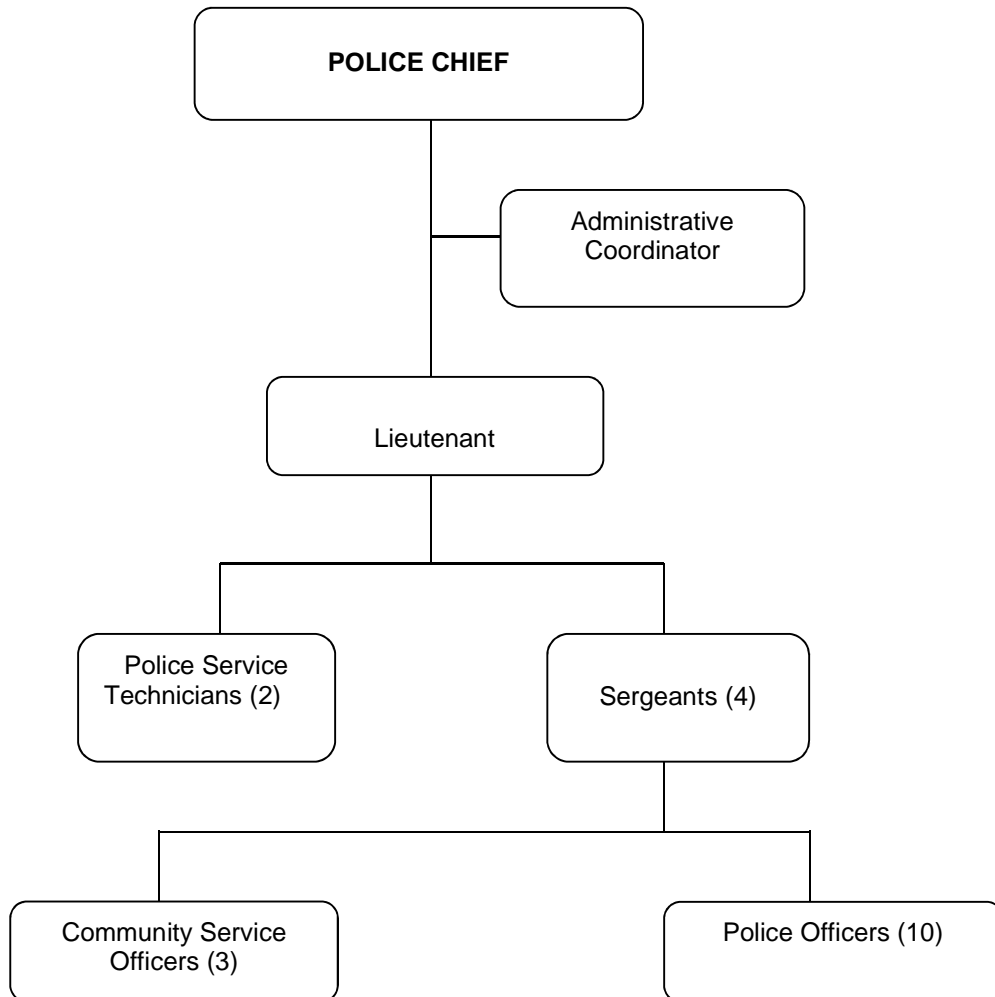 POLICE CHIEF
Administrative
Coordinator
Lieutenant
Police Service
Technicians (2)
Sergeants (4)
Community Service
Officers (3)
Police Officers (10)